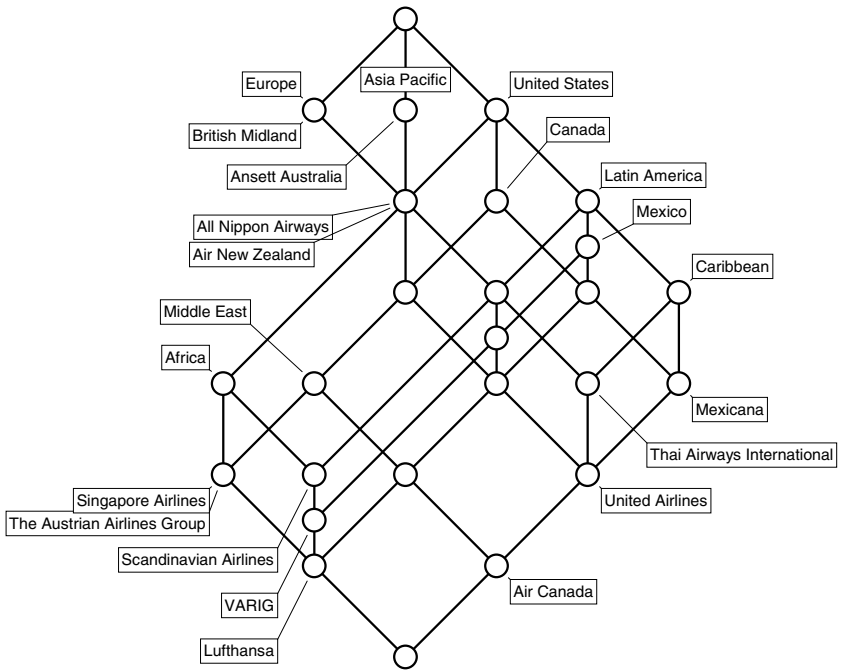 Europe
Asia Pacific
United States
British Midland
Canada
Ansett Australia
Latin America
Mexico
All Nippon Airways
Air New Zealand
Caribbean
Middle East
Africa
Mexicana
Thai Airways International
Singapore Airlines
United Airlines
The Austrian Airlines Group
Scandinavian Airlines
Air Canada
VARIG
Lufthansa